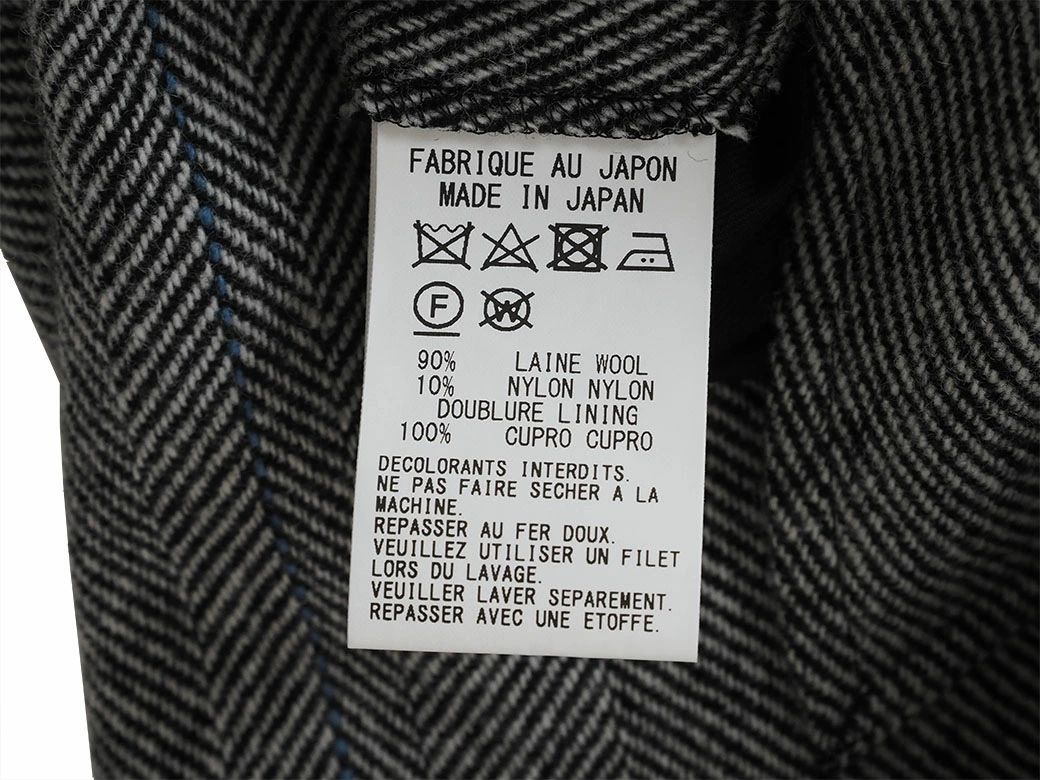 FABRIQUE AU JAPON
MADE IN JAPAN
F W
90% LAINE WOOL
10% NYLON NYLON
DOUBLURE LINING
100% CUPRO CUPRO
DECOLORANTS INTERDITS.
NE PAS FAIRE SECHER A LA
MACHINE.
REPASSER AU FER DOUX.
VEUILLEZ UTILISER UN FILET
LORS DU LAVAGE.
VEUILLER LAVER SEPAREMENT.
REPASSER AVEC UNE ETOFFE.